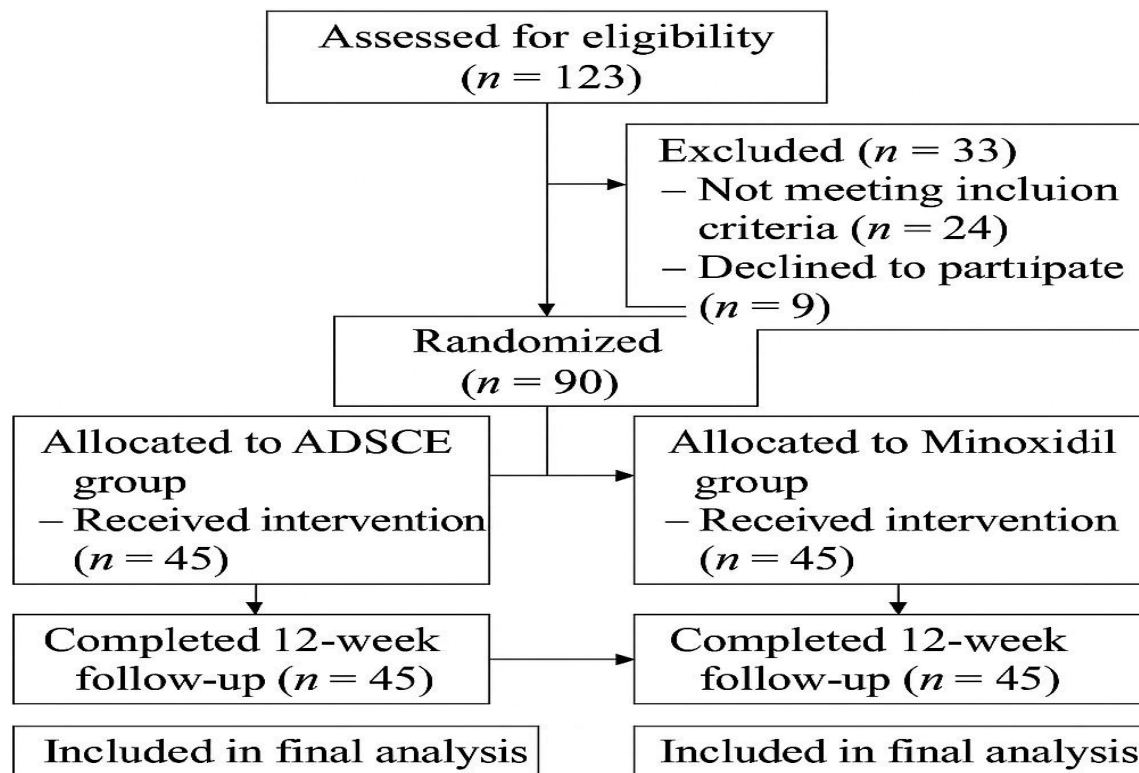 Assessed for eligibility
(n = 123)
Excluded (n = 33)
– Not meeting incluion
criteria (n = 24)
– Declined to partıípate
(n = 9)
Randomized
(n = 90)
Allocated to ADSCE
group
– Received intervention
(n = 45)
Allocated to Minoxidil
group
– Received intervention
(n = 45)
Completed 12-week
follow-up (n = 45)
Completed 12-week
follow-up (n = 45)
Included in final analysis
Included in final analysis